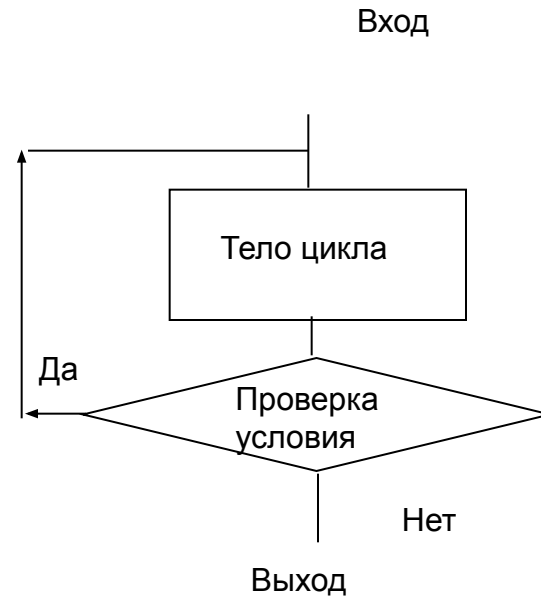 Вход
Тело цикла
Да
Проверка
условия
Нет
Выход